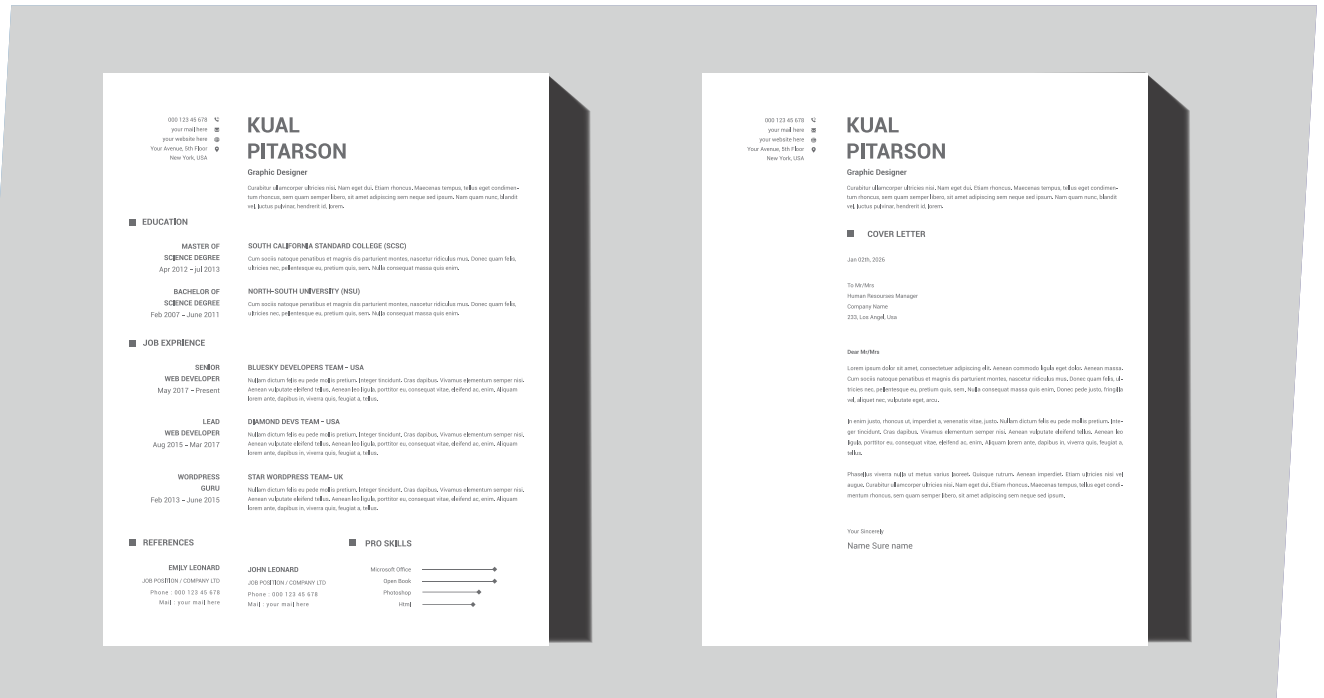 000 123 45 678
your mail here
your website here
Your Avenue, 5th Floor
New York, USA
KUAL
PITARSON
Graphic Designer
Curabitur ullamcorper ultricies nisi. Nam eget dui. Etiam rhoncus. Maecenas tempus, tellus eget condimen-
tum rhoncus, sem quam semper libero, sit amet adipiscing sem neque sed ipsum. Nam quam nunc, blandit
vel, luctus pulvinar, hendrerit id, lorem.
EDUCATION
MASTER OF
SCIENCE DEGREE
Apr 2012 – jul 2013
SOUTH CALIFORNIA STANDARD COLLEGE (SCSC)
Cum sociis natoque penatibus et magnis dis parturient montes, nascetur ridiculus mus. Donec quam felis,
ultricies nec, pellentesque eu, pretium quis, sem. Nulla consequat massa quis enim.
BACHELOR OF
SCIENCE DEGREE
Feb 2007 – June 2011
NORTH-SOUTH UNIVERSITY (NSU)
Cum sociis natoque penatibus et magnis dis parturient montes, nascetur ridiculus mus. Donec quam felis,
ultricies nec, pellentesque eu, pretium quis, sem. Nulla consequat massa quis enim.
JOB EXPRIENCE
SENIOR
WEB DEVELOPER
May 2017 – Present
BLUESKY DEVELOPERS TEAM – USA
Nullam dictum felis eu pede mollis pretium. Integer tincidunt. Cras dapibus. Vivamus elementum semper nisi.
Aenean vulputate eleifend tellus. Aenean leo ligula, porttitor eu, consequat vitae, eleifend ac, enim. Aliquam
lorem ante, dapibus in, viverra quis, feugiat a, tellus.
LEAD
WEB DEVELOPER
Aug 2015 – Mar 2017
DIAMOND DEVS TEAM – USA
Nullam dictum felis eu pede mollis pretium. Integer tincidunt. Cras dapibus. Vivamus elementum semper nisi.
Aenean vulputate eleifend tellus. Aenean leo ligula, porttitor eu, consequat vitae, eleifend ac, enim. Aliquam
lorem ante, dapibus in, viverra quis, feugiat a, tellus.
WORDPRESS
GURU
Feb 2013 – June 2015
STAR WORDPRESS TEAM– UK
Nullam dictum felis eu pede mollis pretium. Integer tincidunt. Cras dapibus. Vivamus elementum semper nisi.
Aenean vulputate eleifend tellus. Aenean leo ligula, porttitor eu, consequat vitae, eleifend ac, enim. Aliquam
lorem ante, dapibus in, viverra quis, feugiat a, tellus.
REFERENCES
EMILY LEONARD
JOB POSITION / COMPANY LTD
Phone : 000 123 45 678
Mail : your mail here
JOHN LEONARD
JOB POSITION / COMPANY LTD
Phone : 000 123 45 678
Mail : your mail here
PRO SKILLS
Microsoft Office
Open Book
Photoshop
Html
000 123 45 678
your mail here
your website here
Your Avenue, 5th Floor
New York, USA
KUAL
PITARSON
Graphic Designer
Curabitur ullamcorper ultricies nisi. Nam eget dui. Etiam rhoncus. Maecenas tempus, tellus eget condimen-
tum rhoncus, sem quam semper libero, sit amet adipiscing sem neque sed ipsum. Nam quam nunc, blandit
vel, luctus pulvinar, hendrerit id, lorem.
COVER LETTER
Jan 02th, 2026
To Mr/Mrs
Human Resourses Manager
Company Name
233, Los Angel, Usa
Dear Mr/Mrs
Lorem ipsum dolor sit amet, consectetuer adipiscing elit. Aenean commodo ligula eget dolor. Aenean massa.
Cum sociis natoque penatibus et magnis dis parturient montes, nascetur ridiculus mus. Donec quam felis, ul-
tricies nec, pellentesque eu, pretium quis, sem. Nulla consequat massa quis enim. Donec pede justo, fringilla
vel, aliquet nec, vulputate eget, arcu.
In enim justo, rhoncus ut, imperdiet a, venenatis vitae, justo. Nullam dictum felis eu pede mollis pretium. Inte-
ger tincidunt. Cras dapibus. Vivamus elementum semper nisi. Aenean vulputate eleifend tellus. Aenean leo
ligula, porttitor eu, consequat vitae, eleifend ac, enim. Aliquam lorem ante, dapibus in, viverra quis, feugiat a,
tellus.
Phasellus viverra nulla ut metus varius laoreet. Quisque rutrum. Aenean imperdiet. Etiam ultricies nisi vel
augue. Curabitur ullamcorper ultricies nisi. Nam eget dui. Etiam rhoncus. Maecenas tempus, tellus eget condi-
mentum rhoncus, sem quam semper libero, sit amet adipiscing sem neque sed ipsum.
Your Sincerely
Name Sure name